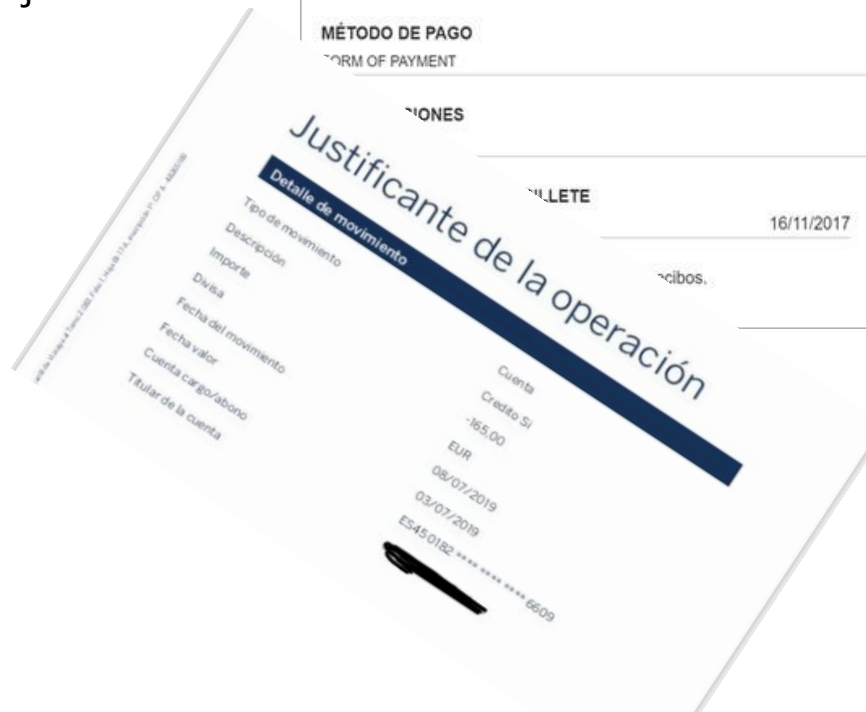 MÉTODO DE PAGO
FORM OF PAYMENT
IONES
LLETE
16/11/2017
ecibos.
Justificante de la operación
Detalle de movimiento
Tipo de movimiento
Cuenta
Descripción
Credito Si
Importe
-165,00
Divisa
EUR
Fecha del movimiento
08/07/2019
Fecha valor
03/07/2019
Cuenta cargo/abono
ES45 0182 **** **** **** 6609
Titular de la cuenta